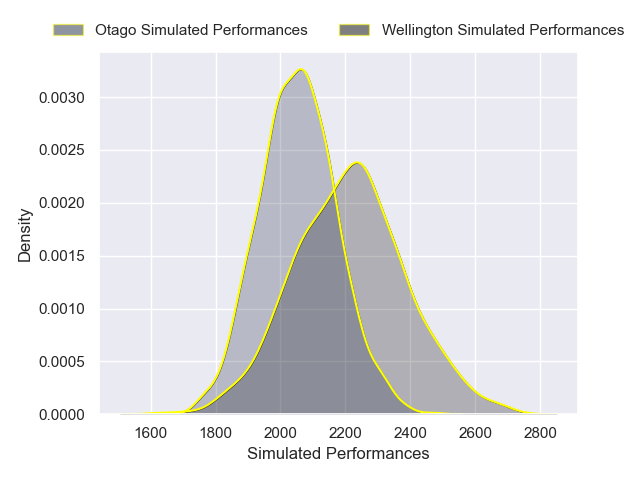 Otago Simulated Performances
Wellington Simulated Performances
Density
0.0030
0.0025
0.0020
0.0015
0.0010
0.0005
0.0000
1600 1800 2000 2200 2400 2600 2800
Simulated Performances